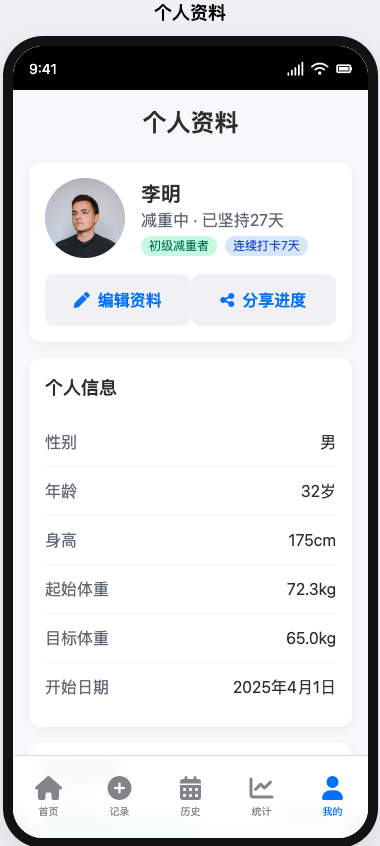 个人资料
9:41
个人资料
李明
减重中 · 已坚持27天
初级减重者 连续打卡7天
编辑资料 分享进度
个人信息
性别 男
年龄 32岁
身高 175cm
起始体重 72.3kg
目标体重 65.0kg
开始日期 2025年4月1日
首页 记录 历史 统计 我的